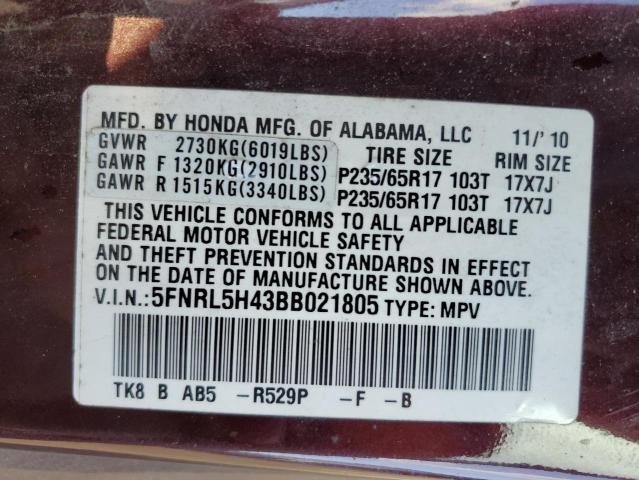 MFD. BY HONDA MFG. OF ALABAMA, LLC 11/'10
GVWR 2730KG(6019LBS) TIRE SIZE RIM SIZE
GAWR F 1320KG(2910LBS) P235/65R17 103T 17X7J
GAWR R 1515KG(3340LBS) P235/65R17 103T 17X7J
THIS VEHICLE CONFORMS TO ALL APPLICABLE
FEDERAL MOTOR VEHICLE SAFETY
AND THEFT PREVENTION STANDARDS IN EFFECT
ON THE DATE OF MANUFACTURE SHOWN ABOVE.
V.I.N.:5FNRL5H43BB021805 TYPE: MPV
TK8 B AB5 -R529P -F -B